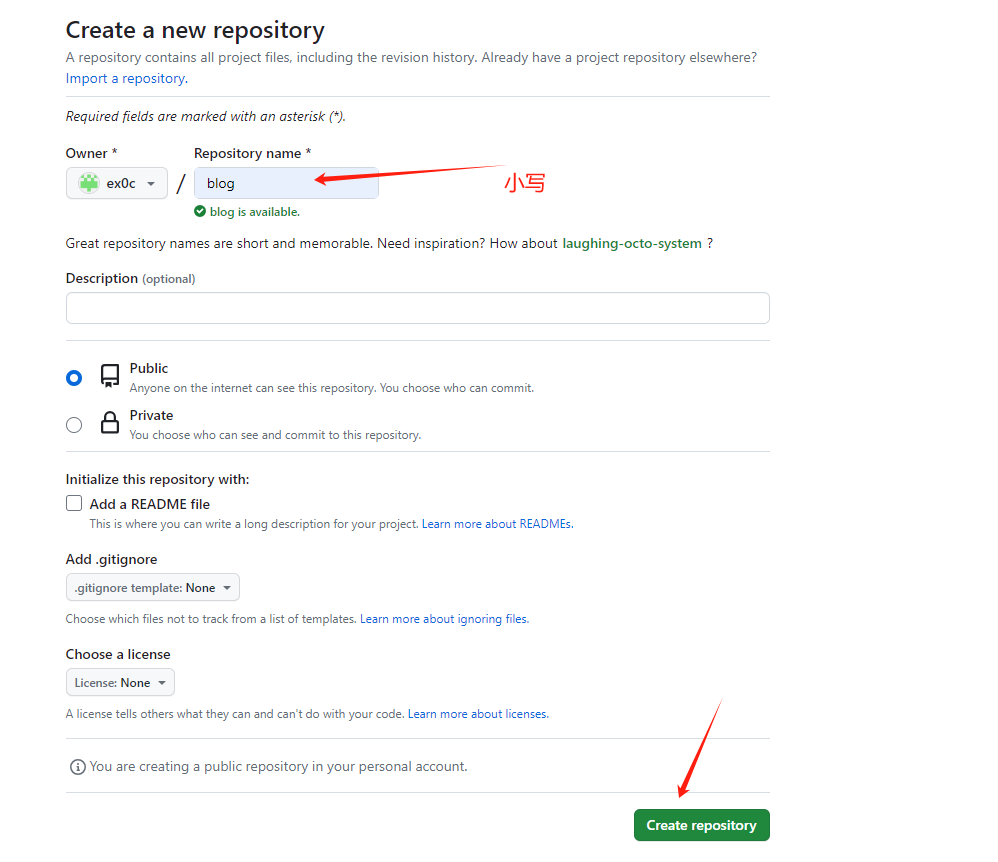 Create a new repository
A repository contains all project files, including the revision history. Already have a project repository elsewhere?
Import a repository.
Required fields are marked with an asterisk (*).
Owner *
Repository name *
ex0c
/
blog
小写
blog is available.
Great repository names are short and memorable. Need inspiration? How about laughing-octo-system ?
Description (optional)
Public
Anyone on the internet can see this repository. You choose who can commit.
Private
You choose who can see and commit to this repository.
Initialize this repository with:
Add a README file
This is where you can write a long description for your project. Learn more about READMEs.
Add .gitignore
.gitignore template: None
Choose which files not to track from a list of templates. Learn more about ignoring files.
Choose a license
License: None
A license tells others what they can and can't do with your code. Learn more about licenses.
You are creating a public repository in your personal account.
Create repository